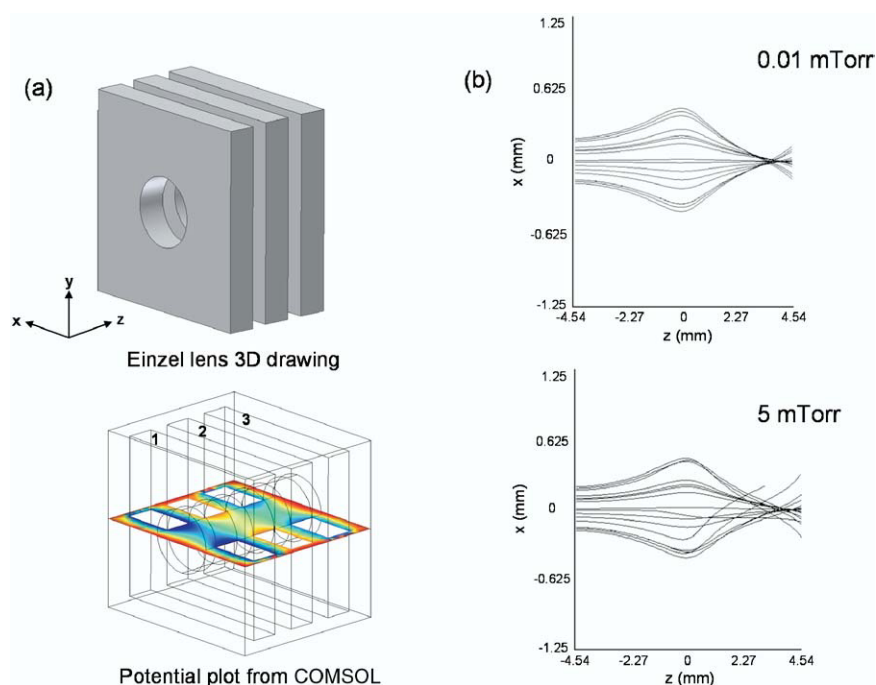 (a)
y
x
z
Einzel lens 3D drawing
1
2
3
Potential plot from COMSOL
(b)
0.01 mTorr
1.25
0.625
0
-0.625
-1.25
x (mm)
-4.54 -2.27 0 2.27 4.54
z (mm)
5 mTorr
1.25
0.625
0
-0.625
-1.25
x (mm)
-4.54 -2.27 0 2.27 4.54
z (mm)